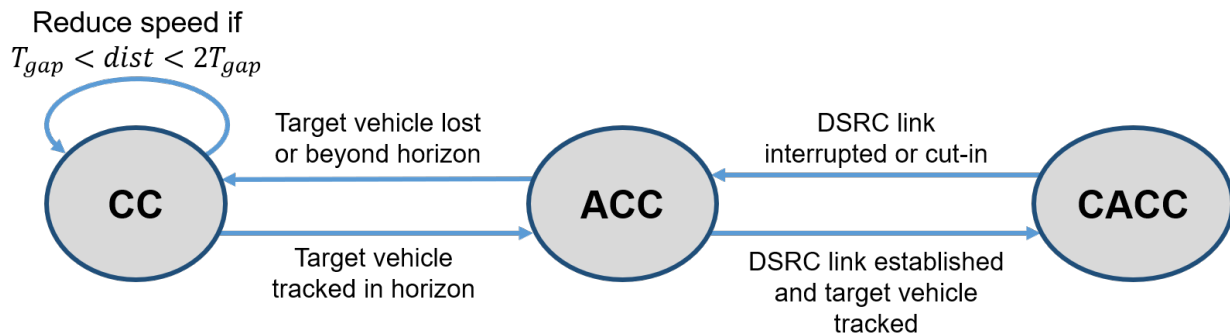 Reduce speed if
T_gap < dist < 2T_gap
Target vehicle lost
or beyond horizon
DSRC link
interrupted or cut-in
CC
ACC
CACC
Target vehicle
tracked in horizon
DSRC link established
and target vehicle
tracked